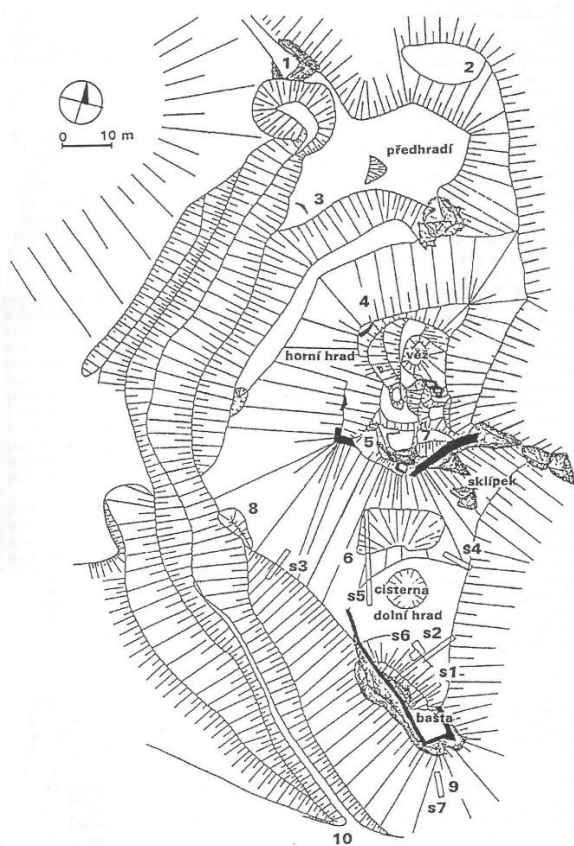 1
2
0 10 m
předhradí
3
4
horní hrad
věž
5
7
sklípek
8
6
s4
s3
s5
cisterna
dolní hrad
s6 s2
s1
bašta
9
s7
10